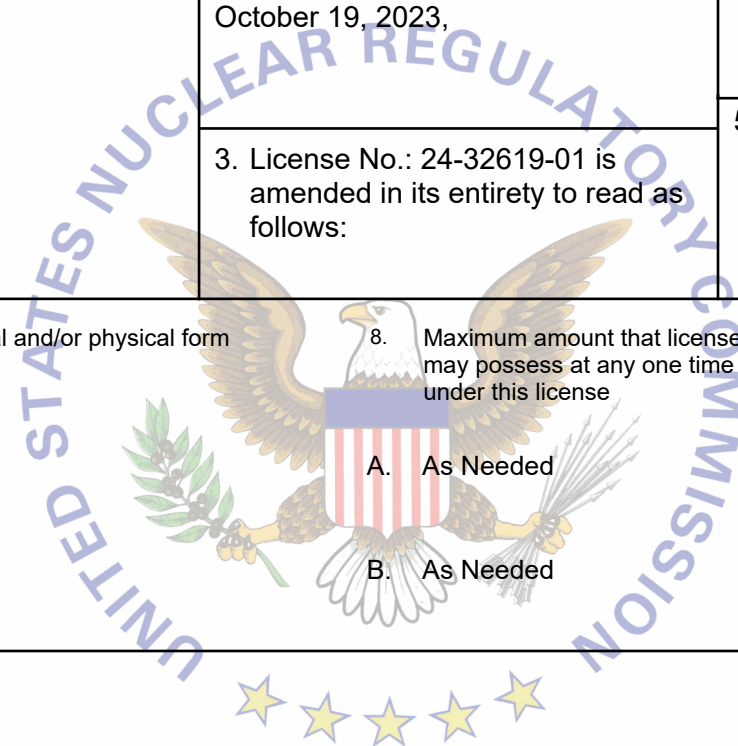 October 19, 2023,
3. License No.: 24-32619-01 is
amended in its entirety to read as
follows:
and/or physical form
8. Maximum amount that license
may possess at any one time
under this license
A. As Needed
B. As Needed
UNITED STATES NUCLEAR REGULATORY COMMISSION